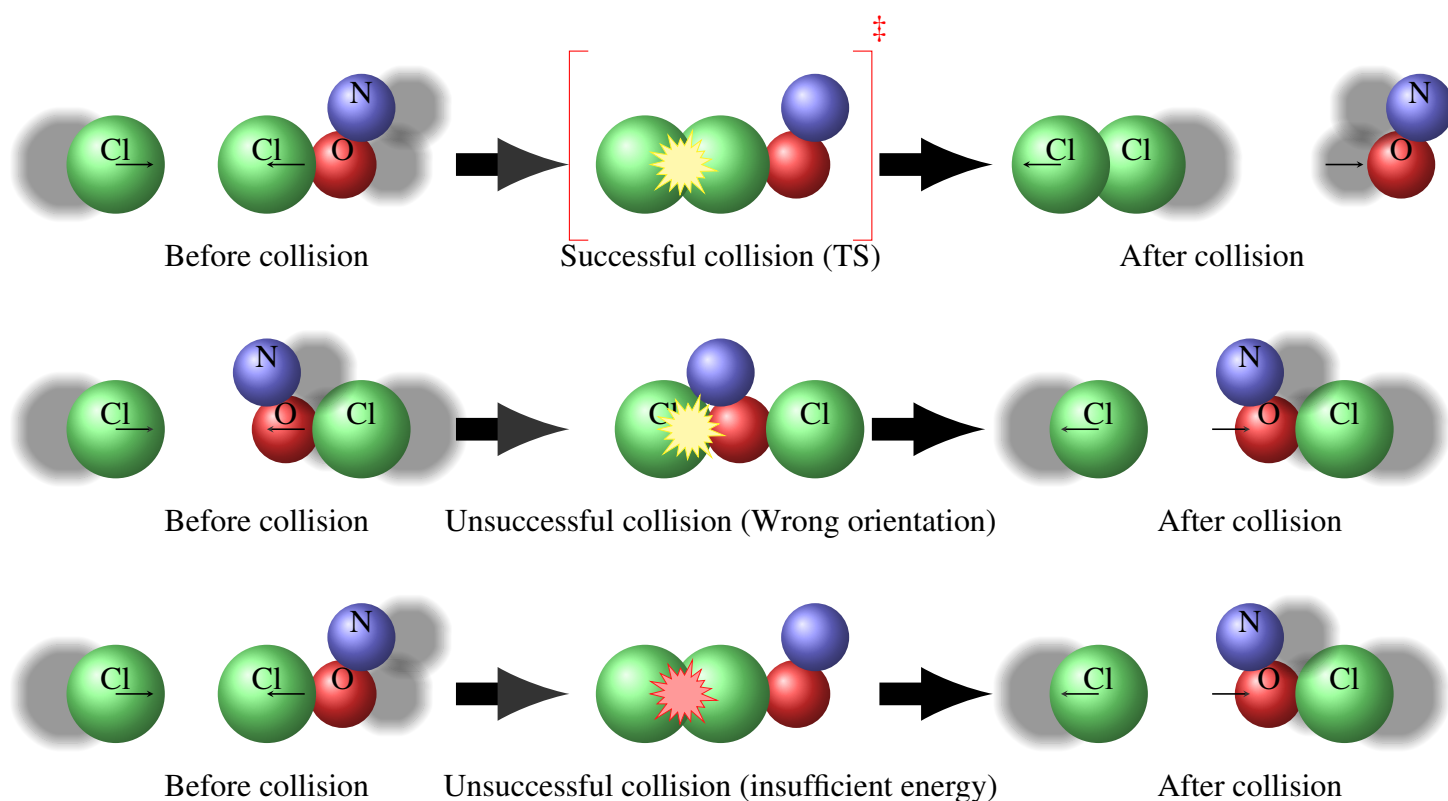 ‡
Cl Cl O N Cl Cl O N
Before collision Successful collision (TS) After collision
Cl N O Cl Cl Cl Cl N O Cl
Before collision Unsuccessful collision (Wrong orientation) After collision
Cl Cl O N Cl N O Cl
Before collision Unsuccessful collision (insufficient energy) After collision